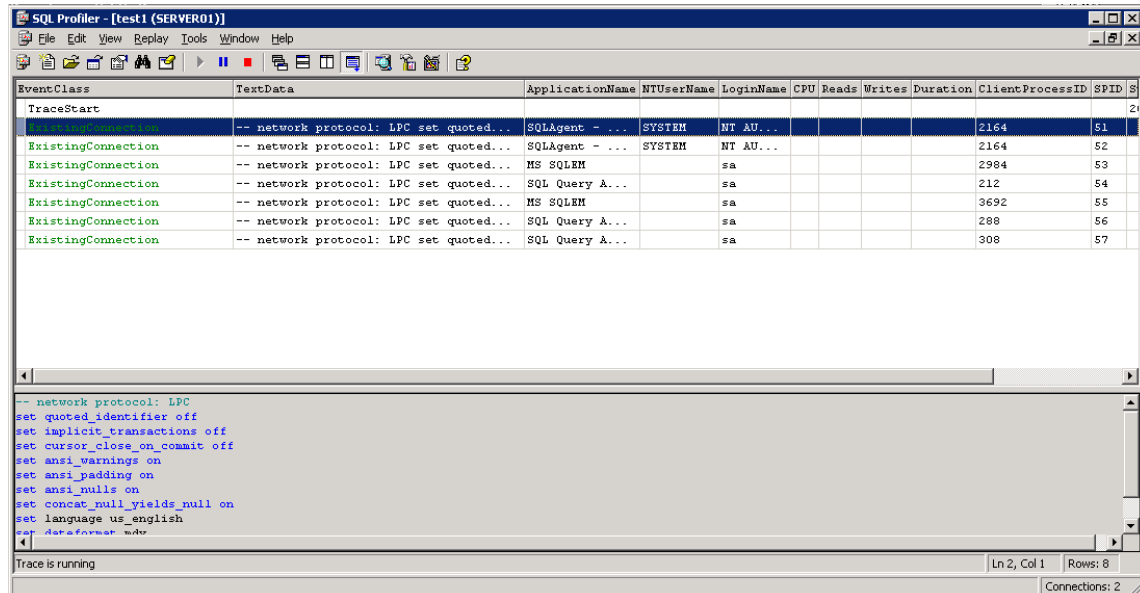 SQL Profiler - [test1 (SERVER01)]
File Edit View Replay Tools Window Help
EventClass TextData ApplicationName NTUserName LoginName CPU Reads Writes Duration ClientProcessID SPID S
TraceStart 2
ExistingConnection -- network protocol: LPC set quoted... SQLAgent - ... SYSTEM NT AU... 2164 51
ExistingConnection -- network protocol: LPC set quoted... SQLAgent - ... SYSTEM NT AU... 2164 52
ExistingConnection -- network protocol: LPC set quoted... MS SQLEM sa 2984 53
ExistingConnection -- network protocol: LPC set quoted... SQL Query A... sa 212 54
ExistingConnection -- network protocol: LPC set quoted... MS SQLEM sa 3692 55
ExistingConnection -- network protocol: LPC set quoted... SQL Query A... sa 288 56
ExistingConnection -- network protocol: LPC set quoted... SQL Query A... sa 308 57
-- network protocol: LPC
set quoted_identifier off
set implicit_transactions off
set cursor_close_on_commit off
set ansi_warnings on
set ansi_padding on
set ansi_nulls on
set concat_null_yields_null on
set language us_english
set dateformat mdy
Trace is running Ln 2, Col 1 Rows: 8
Connections: 2